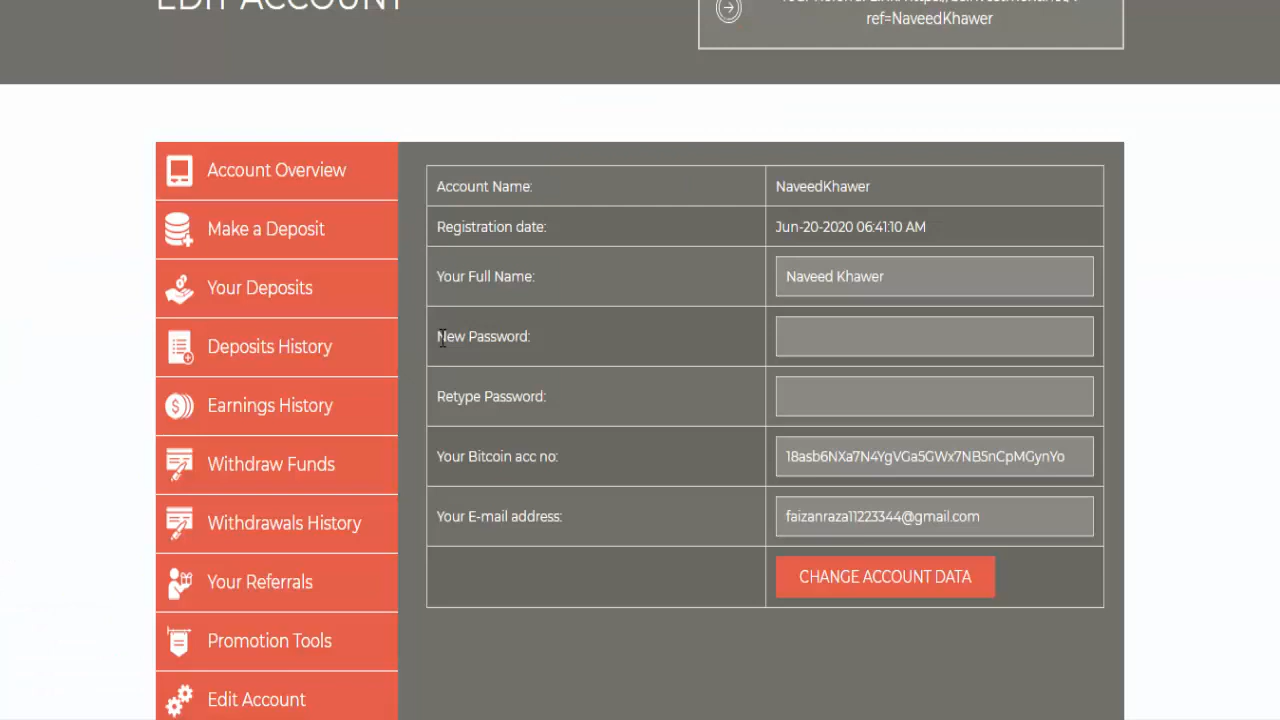 EDIT ACCOUNT
ref=NaveedKhawer
Account Overview
Make a Deposit
Your Deposits
Deposits History
Earnings History
Withdraw Funds
Withdrawals History
Your Referrals
Promotion Tools
Edit Account
Account Name: NaveedKhawer
Registration date: Jun-20-2020 06:41:10 AM
Your Full Name: Naveed Khawer
New Password:
Retype Password:
Your Bitcoin acc no: 18asb6NXa7N4YgVGa5GWx7NB5nCpMGynYo
Your E-mail address: faizanraza11223344@gmail.com
CHANGE ACCOUNT DATA